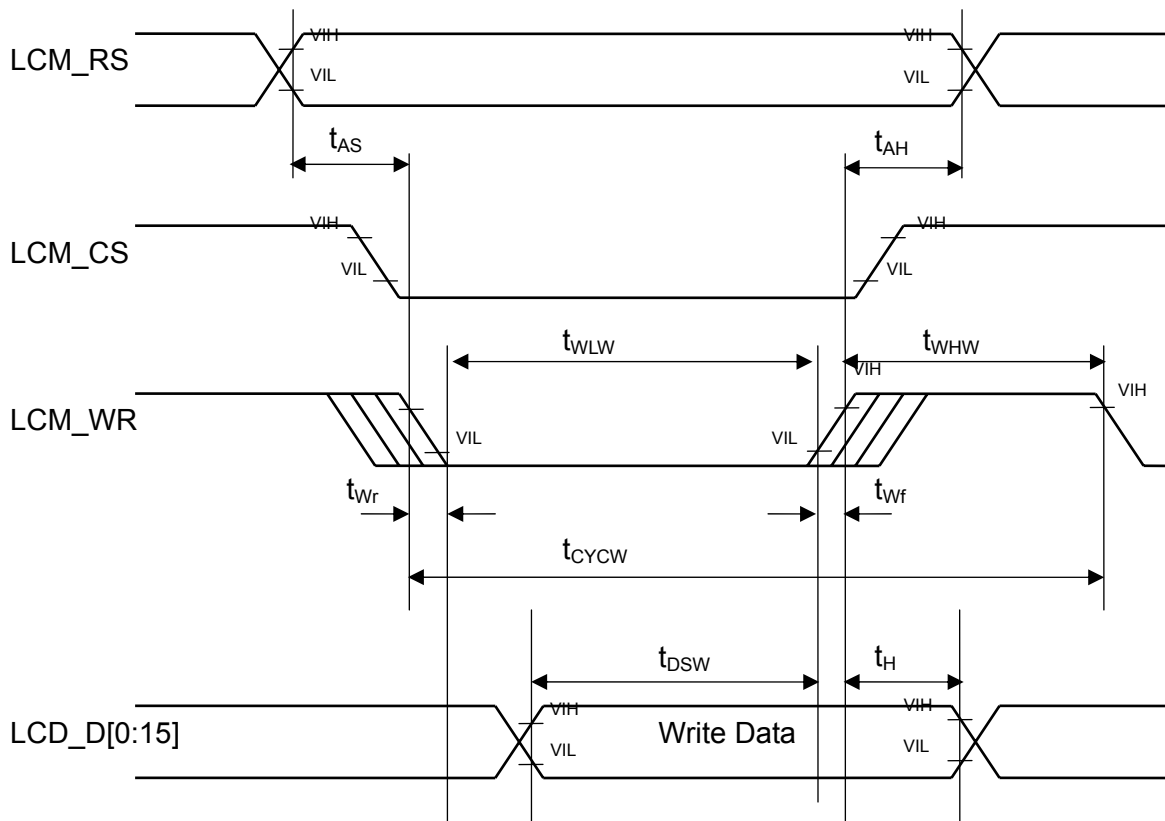 VIH VIH
LCM_RS
VIL VIL
tAS tAH
VIH VIH
LCM_CS
VIL VIL
tWLW tWHW
VIH
VIH
LCM_WR
VIL VIL
tWr tWf
tCYCW
tDSW tH
VIH VIH
LCD_D[0:15] Write Data
VIL VIL